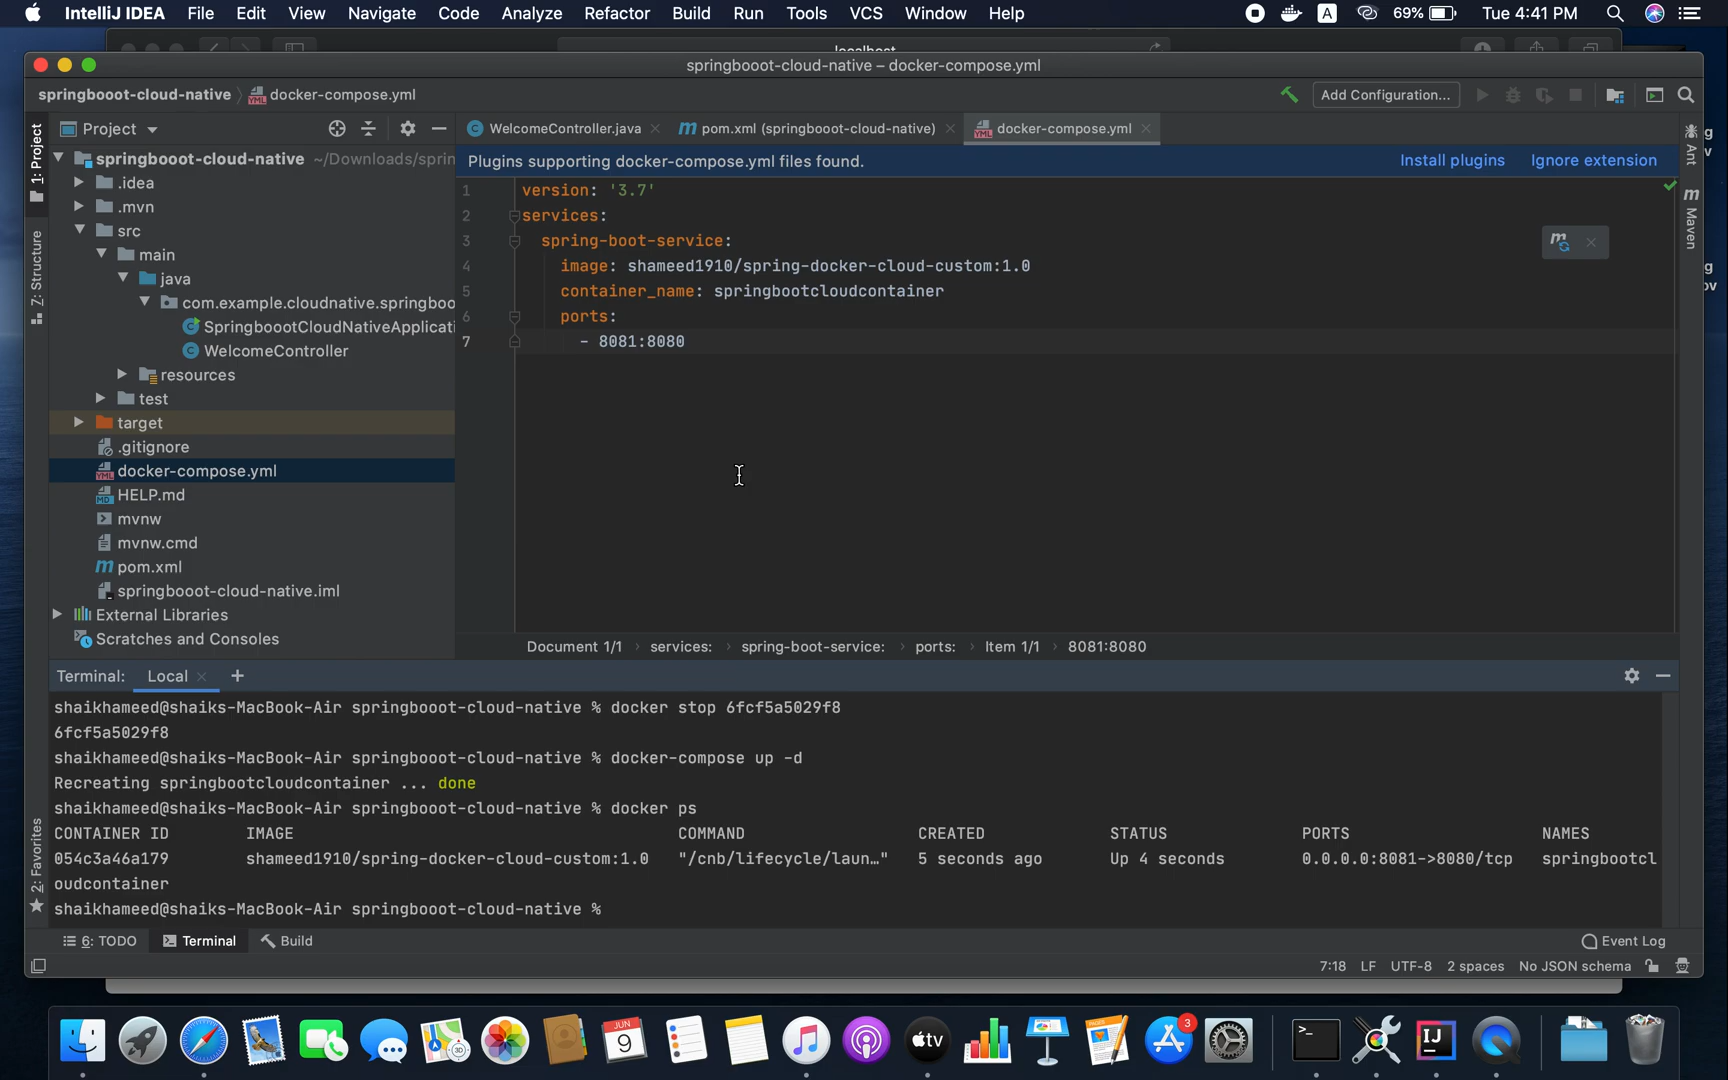 IntelliJ IDEA File Edit View Navigate Code Analyze Refactor Build Run Tools VCS Window Help A 69% Tue 4:41 PM
localhost
springbooot-cloud-native – docker-compose.yml
springbooot-cloud-native docker-compose.yml Add Configuration...
Project WelcomeController.java pom.xml (springbooot-cloud-native) docker-compose.yml
springbooot-cloud-native ~/Downloads/sprin
Plugins supporting docker-compose.yml files found. Install plugins Ignore extension
.idea
.mvn
src
main
java
com.example.cloudnative.springboo
SpringboootCloudNativeApplicati
WelcomeController
resources
test
target
.gitignore
docker-compose.yml
HELP.md
mvnw
mvnw.cmd
pom.xml
springbooot-cloud-native.iml
External Libraries
Scratches and Consoles
1 version: '3.7'
2 services:
3 spring-boot-service:
4 image: shameed1910/spring-docker-cloud-custom:1.0
5 container_name: springbootcloudcontainer
6 ports:
7 - 8081:8080
Document 1/1 services: spring-boot-service: ports: Item 1/1 8081:8080
1: Project
7: Structure
2: Favorites
Ant
Maven
Terminal: Local +
shaikhameed@shaiks-MacBook-Air springbooot-cloud-native % docker stop 6fcf5a5029f8
6fcf5a5029f8
shaikhameed@shaiks-MacBook-Air springbooot-cloud-native % docker-compose up -d
Recreating springbootcloudcontainer ... done
shaikhameed@shaiks-MacBook-Air springbooot-cloud-native % docker ps
CONTAINER ID IMAGE COMMAND CREATED STATUS PORTS NAMES
054c3a46a179 shameed1910/spring-docker-cloud-custom:1.0 "/cnb/lifecycle/laun…" 5 seconds ago Up 4 seconds 0.0.0.0:8081->8080/tcp springbootcl
oudcontainer
shaikhameed@shaiks-MacBook-Air springbooot-cloud-native %
6: TODO Terminal Build Event Log
7:18 LF UTF-8 2 spaces No JSON schema
JUN
9
3D
tv
3
IJ